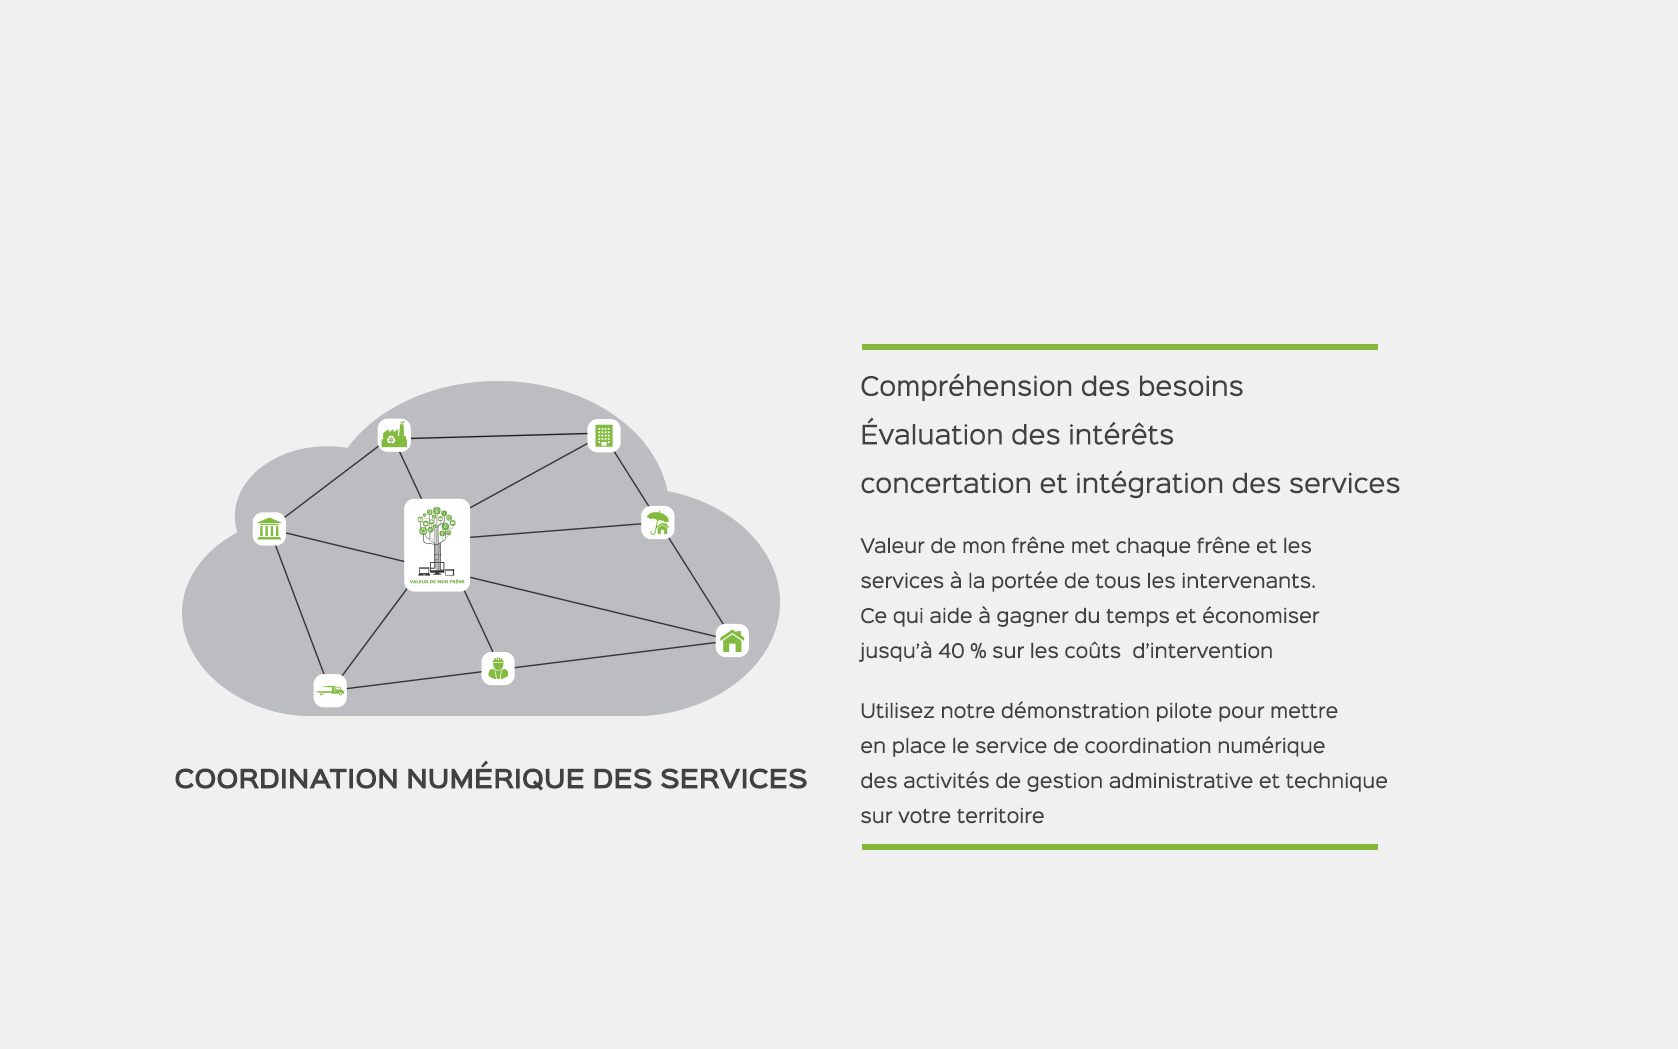 VALEUR DE MON FRÊNE
COORDINATION NUMÉRIQUE DES SERVICES
Compréhension des besoins
Évaluation des intérêts
concertation et intégration des services
Valeur de mon frêne met chaque frêne et les
services à la portée de tous les intervenants.
Ce qui aide à gagner du temps et économiser
jusqu'à 40 % sur les coûts  d'intervention
Utilisez notre démonstration pilote pour mettre
en place le service de coordination numérique
des activités de gestion administrative et technique
sur votre territoire